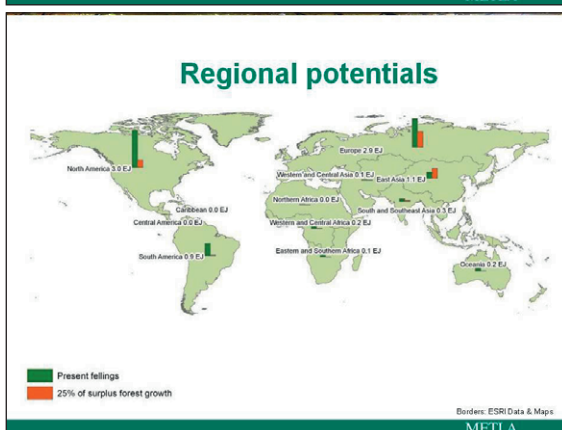 METLA
Regional potentials
Europe 2.9 EJ
North America 3.0 EJ
Western and Central Asia 0.1 EJ
East Asia 1.1 EJ
Northern Africa 0.0 EJ
Caribbean 0.0 EJ
South and Southeast Asia 0.3 EJ
Central America 0.0 EJ
Western and Central Africa 0.2 EJ
Eastern and Southern Africa 0.1 EJ
South America 0.9 EJ
Oceania 0.2 EJ
Present fellings
25% of surplus forest growth
Borders: ESRI Data & Maps
METLA